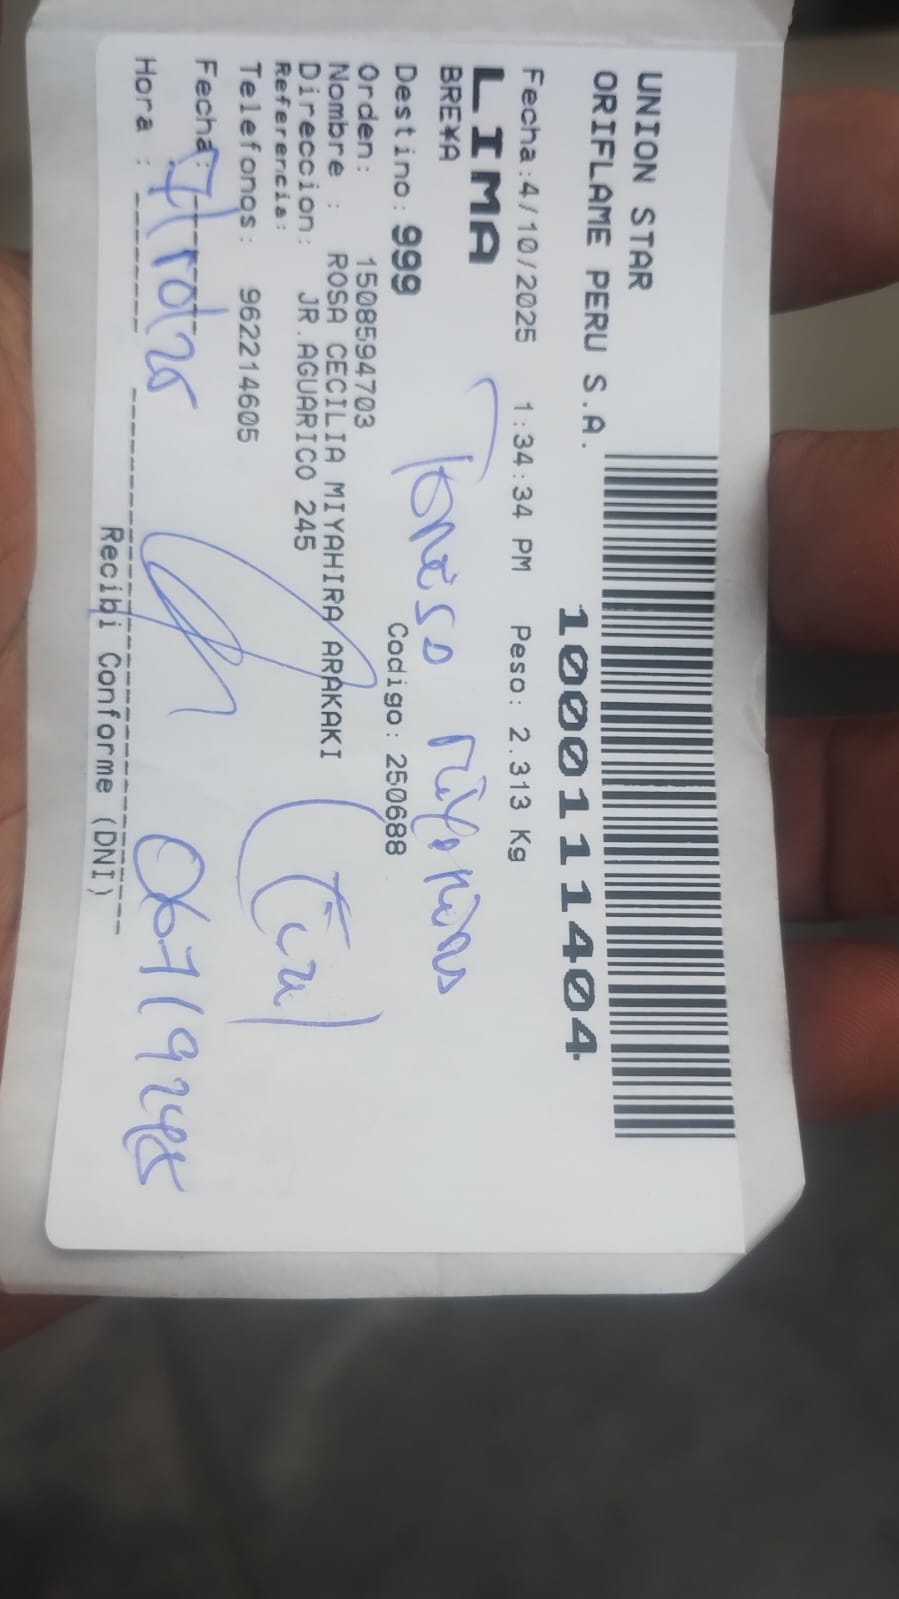 UNION STAR
ORIFLAME PERU S.A.
1000111404
Fecha:4/10/2025 1:34:34 PM Peso: 2.313 Kg
LIMA
BRE¥A
Destino: 999
Codigo: 250688
Orden: 1508594703
Nombre : ROSA CECILIA MIYAHIRA ARAKAKI
Direccion: JR.AGUARICO 245
Referencia:
Telefonos: 962214605
Fecha:
Hora :
Recibi Conforme (DNI)